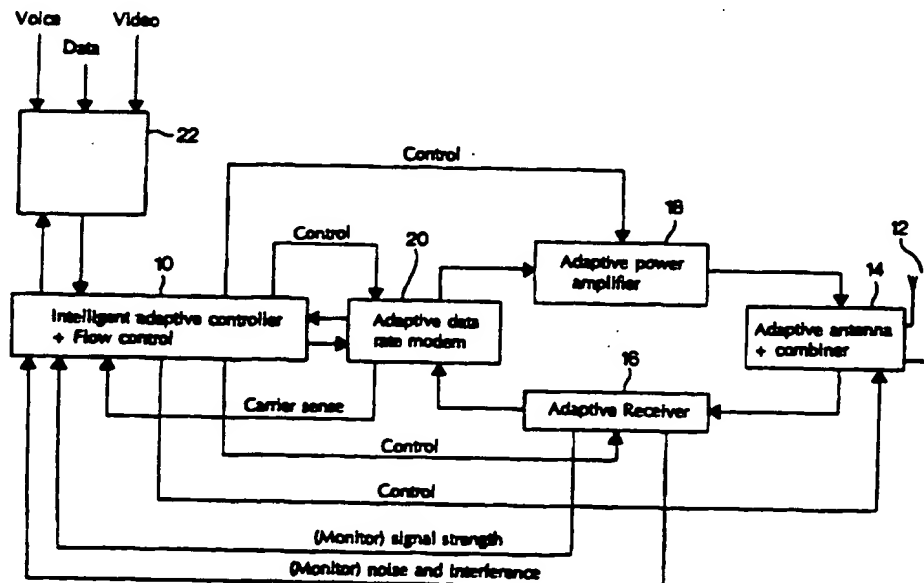 Voice
Video
Data
22
Control
18
12
Control
20
Adaptive power
amplifier
14
10
Intelligent adaptive controller
+ Flow control
Adaptive data
rate modem
Adaptive antenna
+ combiner
16
Carrier sense
Adaptive Receiver
Control
Control
(Monitor) signal strength
(Monitor) noise and interference